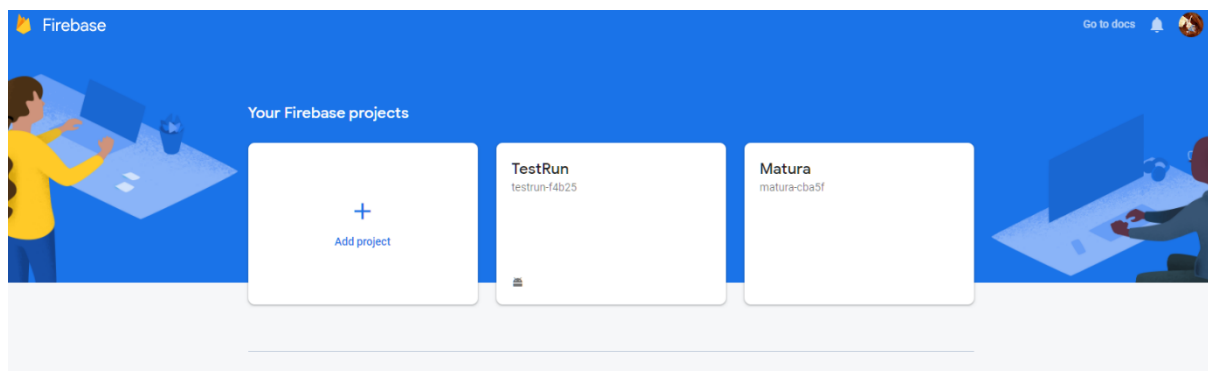 Firebase
Go to docs
Your Firebase projects
Add project
TestRun
testrun-f4b25
Matura
matura-cba5f